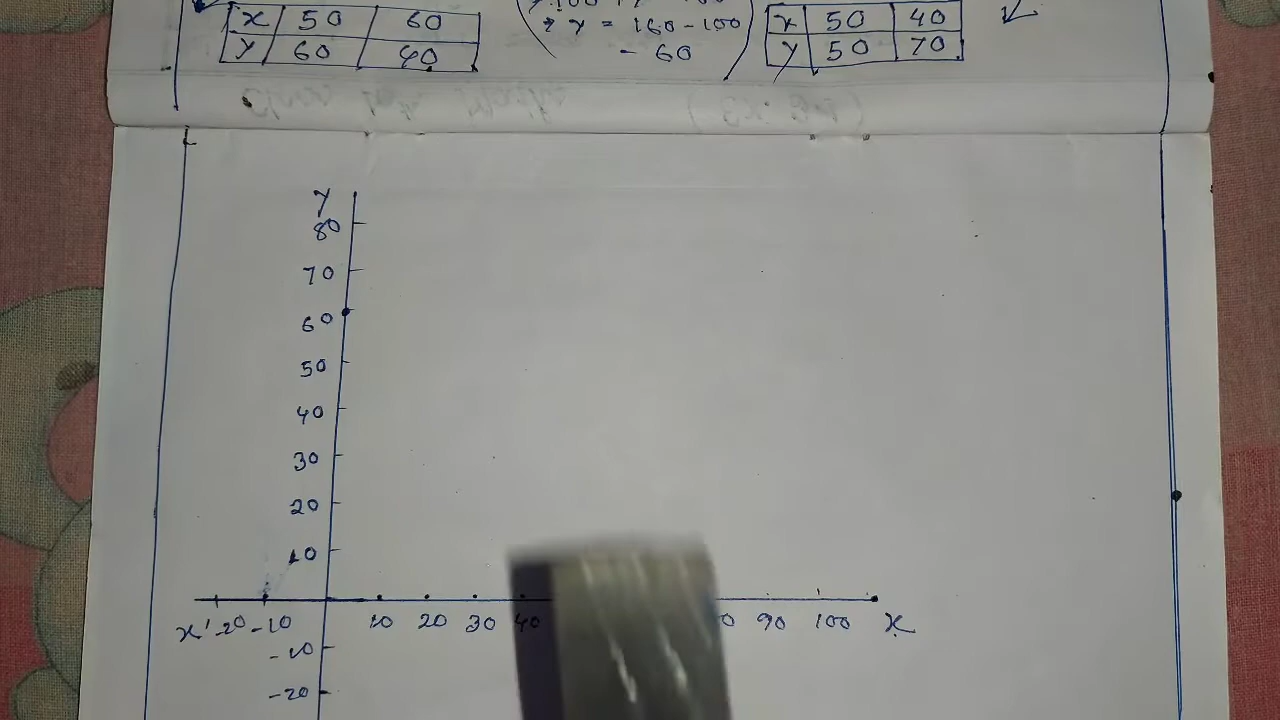 x 50 60
y 60 40
y = 160-100
- 60
x 50 40
y 50 70
y
80
70
60
50
40
30
20
10
x' -20 -10 10 20 30 40 90 100 x
-10
-20